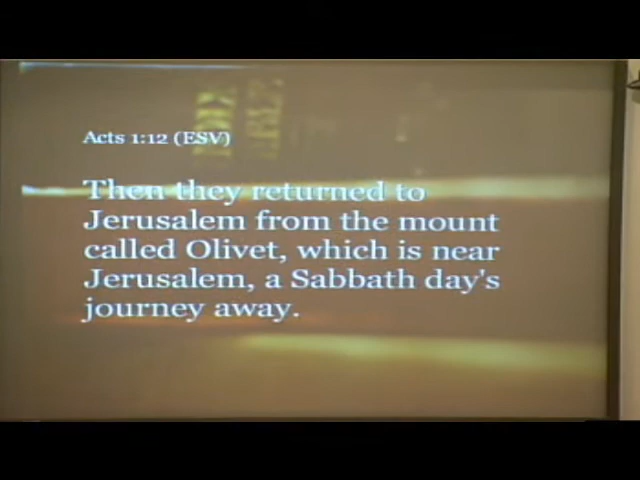 Acts 1:12 (ESV)
Then they returned to
Jerusalem from the mount
called Olivet, which is near
Jerusalem, a Sabbath day's
journey away.